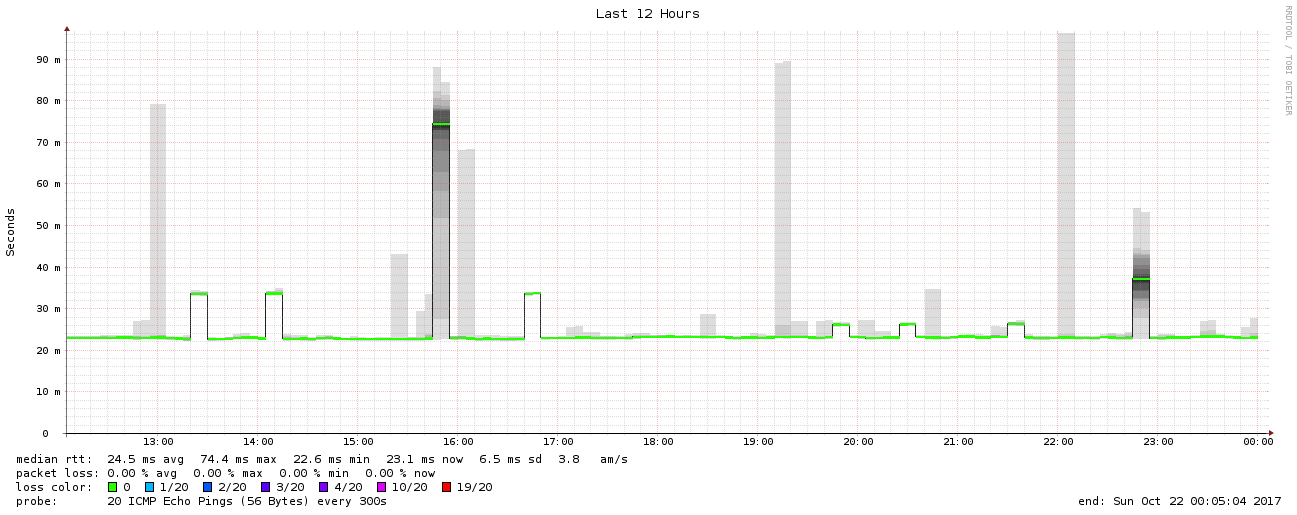 Last 12 Hours
RRDTOOL / TOBI OETIKER
Seconds
90 m
80 m
70 m
60 m
50 m
40 m
30 m
20 m
10 m
0
13:00 14:00 15:00 16:00 17:00 18:00 19:00 20:00 21:00 22:00 23:00 00:00
median rtt: 24.5 ms avg 74.4 ms max 22.6 ms min 23.1 ms now 6.5 ms sd 3.8 am/s
packet loss: 0.00 % avg 0.00 % max 0.00 % min 0.00 % now
loss color: 0 1/20 2/20 3/20 4/20 10/20 19/20
probe: 20 ICMP Echo Pings (56 Bytes) every 300s
end: Sun Oct 22 00:05:04 2017